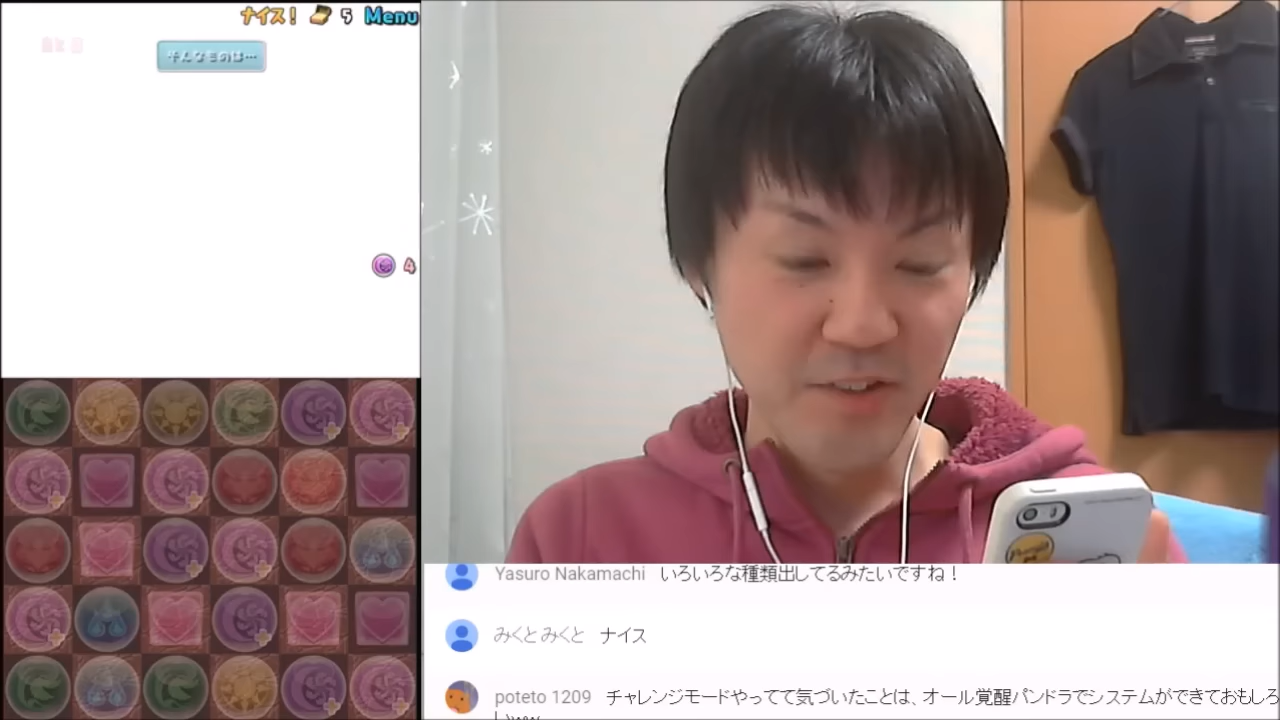 ナイス！ 5 Menu
そんなものは…
4
Yasuro Nakamachi いろいろな種類出してるみたいですね！
みくとみくと ナイス
poteto 1209 チャレンジモードやってて気づいたことは、オール覚醒パンドラでシステムができておもしろ